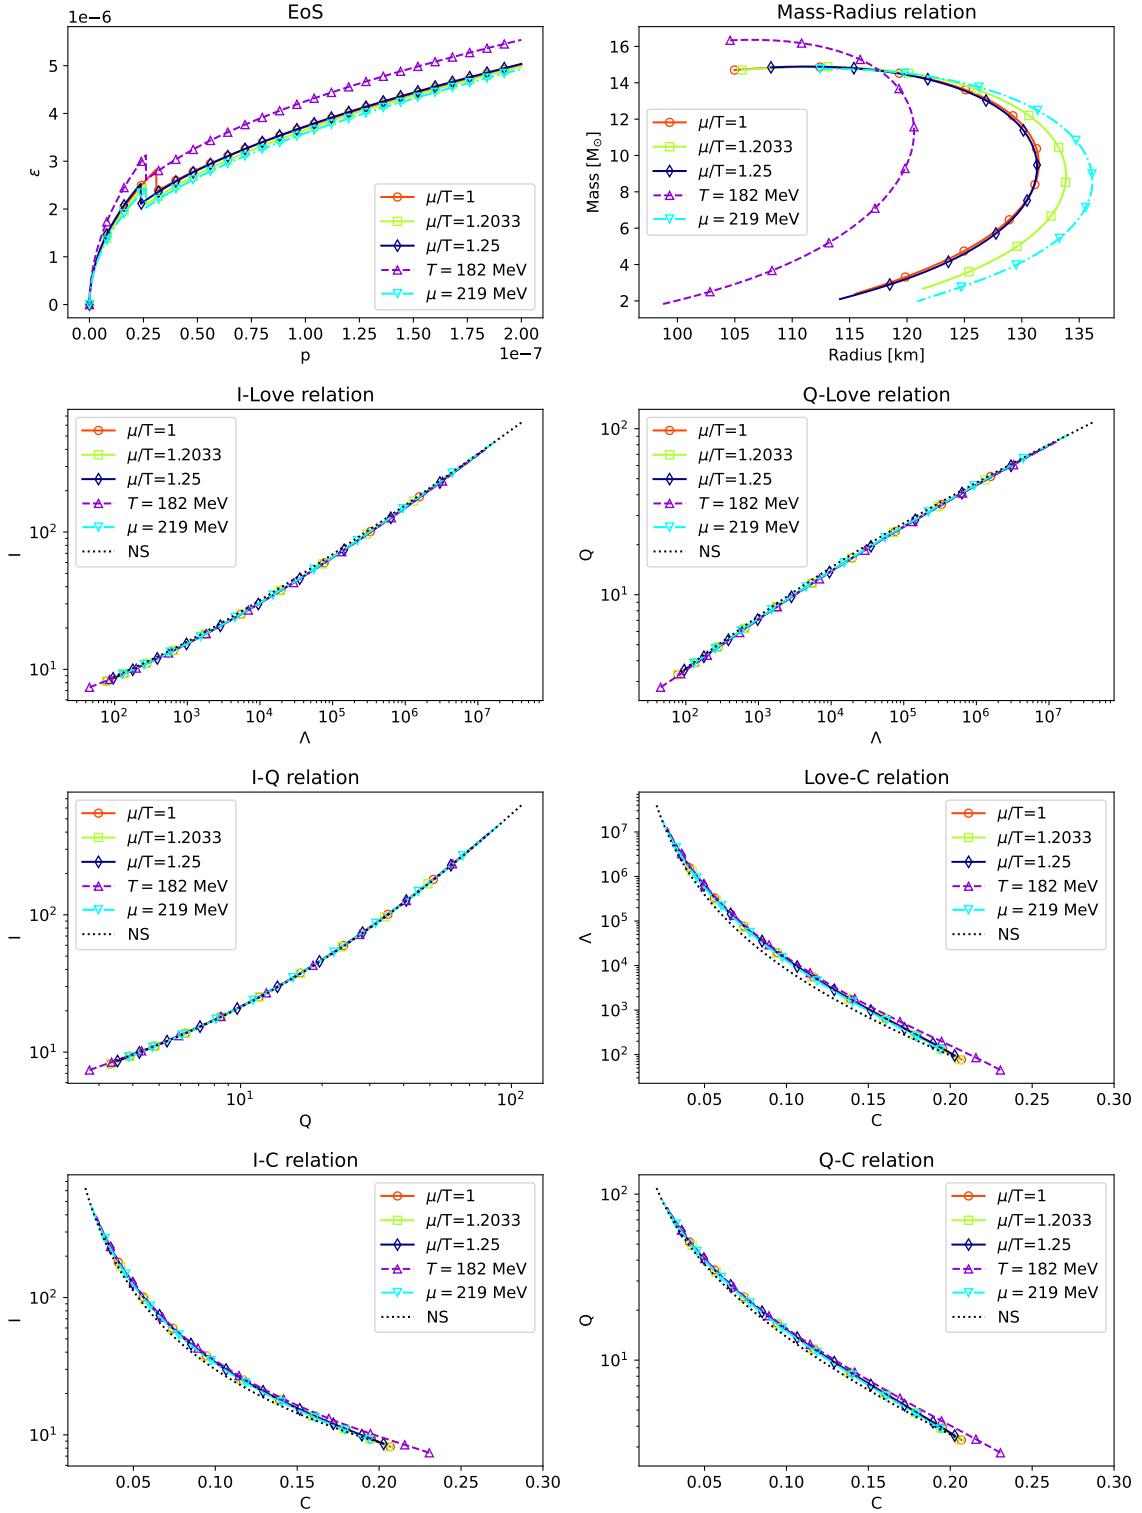 EoS
1e−6
ε
5
4
3
2
1
0
μ/T=1
μ/T=1.2033
μ/T=1.25
T = 182 MeV
μ = 219 MeV
0.00 0.25 0.50 0.75 1.00 1.25 1.50 1.75 2.00
p
1e−7
Mass-Radius relation
Mass [M⊙]
16
14
12
10
8
6
4
2
μ/T=1
μ/T=1.2033
μ/T=1.25
T = 182 MeV
μ = 219 MeV
100 105 110 115 120 125 130 135
Radius [km]
I-Love relation
I
10²
10¹
μ/T=1
μ/T=1.2033
μ/T=1.25
T = 182 MeV
μ = 219 MeV
NS
10² 10³ 10⁴ 10⁵ 10⁶ 10⁷
Λ
Q-Love relation
Q
10²
10¹
μ/T=1
μ/T=1.2033
μ/T=1.25
T = 182 MeV
μ = 219 MeV
NS
10² 10³ 10⁴ 10⁵ 10⁶ 10⁷
Λ
I-Q relation
I
10²
10¹
μ/T=1
μ/T=1.2033
μ/T=1.25
T = 182 MeV
μ = 219 MeV
NS
10¹ 10²
Q
Love-C relation
Λ
10⁷
10⁶
10⁵
10⁴
10³
10²
μ/T=1
μ/T=1.2033
μ/T=1.25
T = 182 MeV
μ = 219 MeV
NS
0.05 0.10 0.15 0.20 0.25 0.30
C
I-C relation
I
10²
10¹
μ/T=1
μ/T=1.2033
μ/T=1.25
T = 182 MeV
μ = 219 MeV
NS
0.05 0.10 0.15 0.20 0.25 0.30
C
Q-C relation
Q
10²
10¹
μ/T=1
μ/T=1.2033
μ/T=1.25
T = 182 MeV
μ = 219 MeV
NS
0.05 0.10 0.15 0.20 0.25 0.30
C